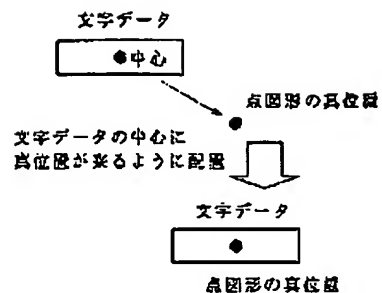 文字データ
中心
点図形の真位置
文字データの中心に
真位置が来るように配置
文字データ
点図形の真位置